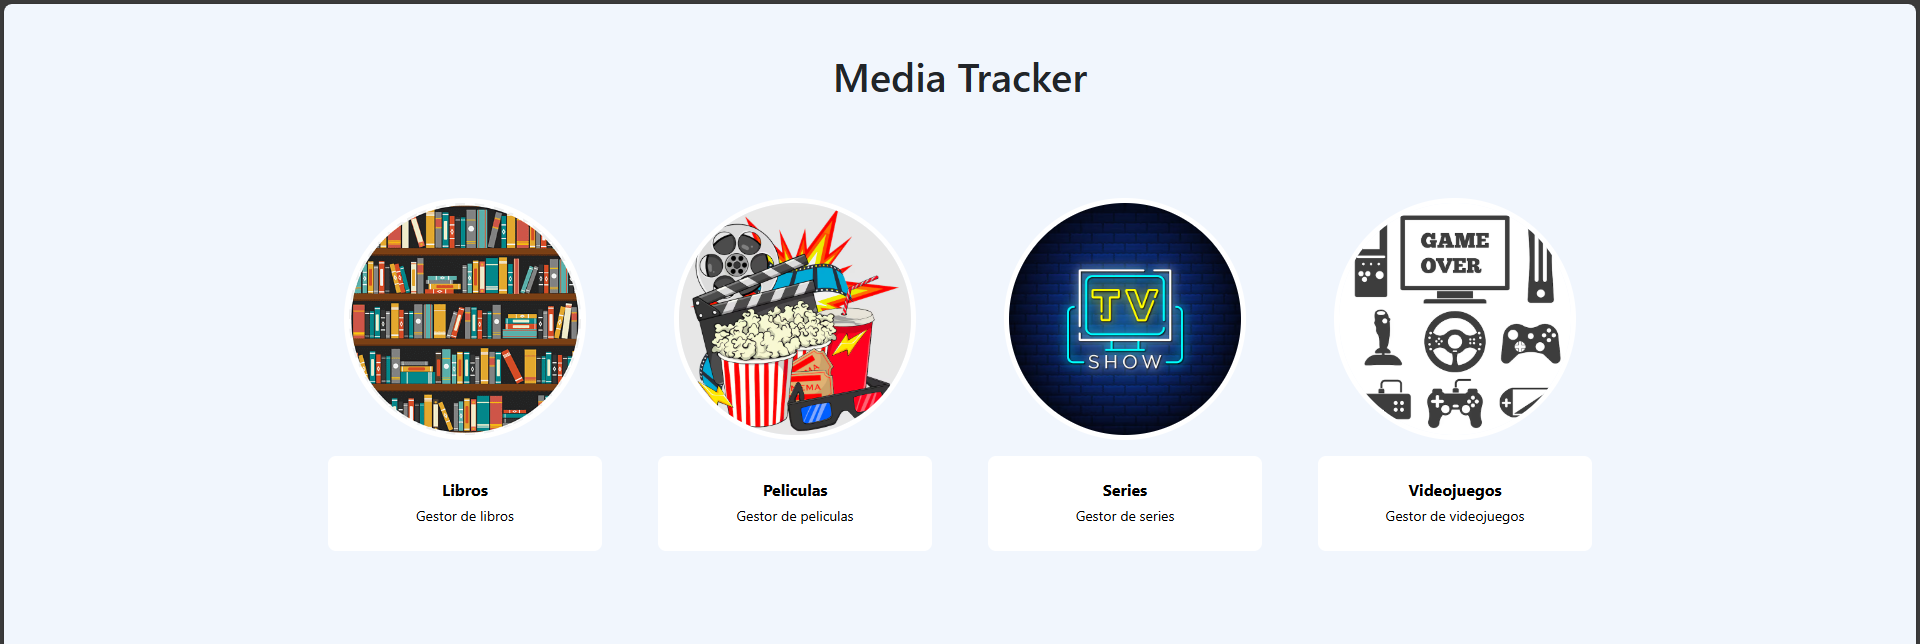 Media Tracker
GAME
OVER
TV
SHOW
EMA
Libros
Gestor de libros
Peliculas
Gestor de peliculas
Series
Gestor de series
Videojuegos
Gestor de videojuegos